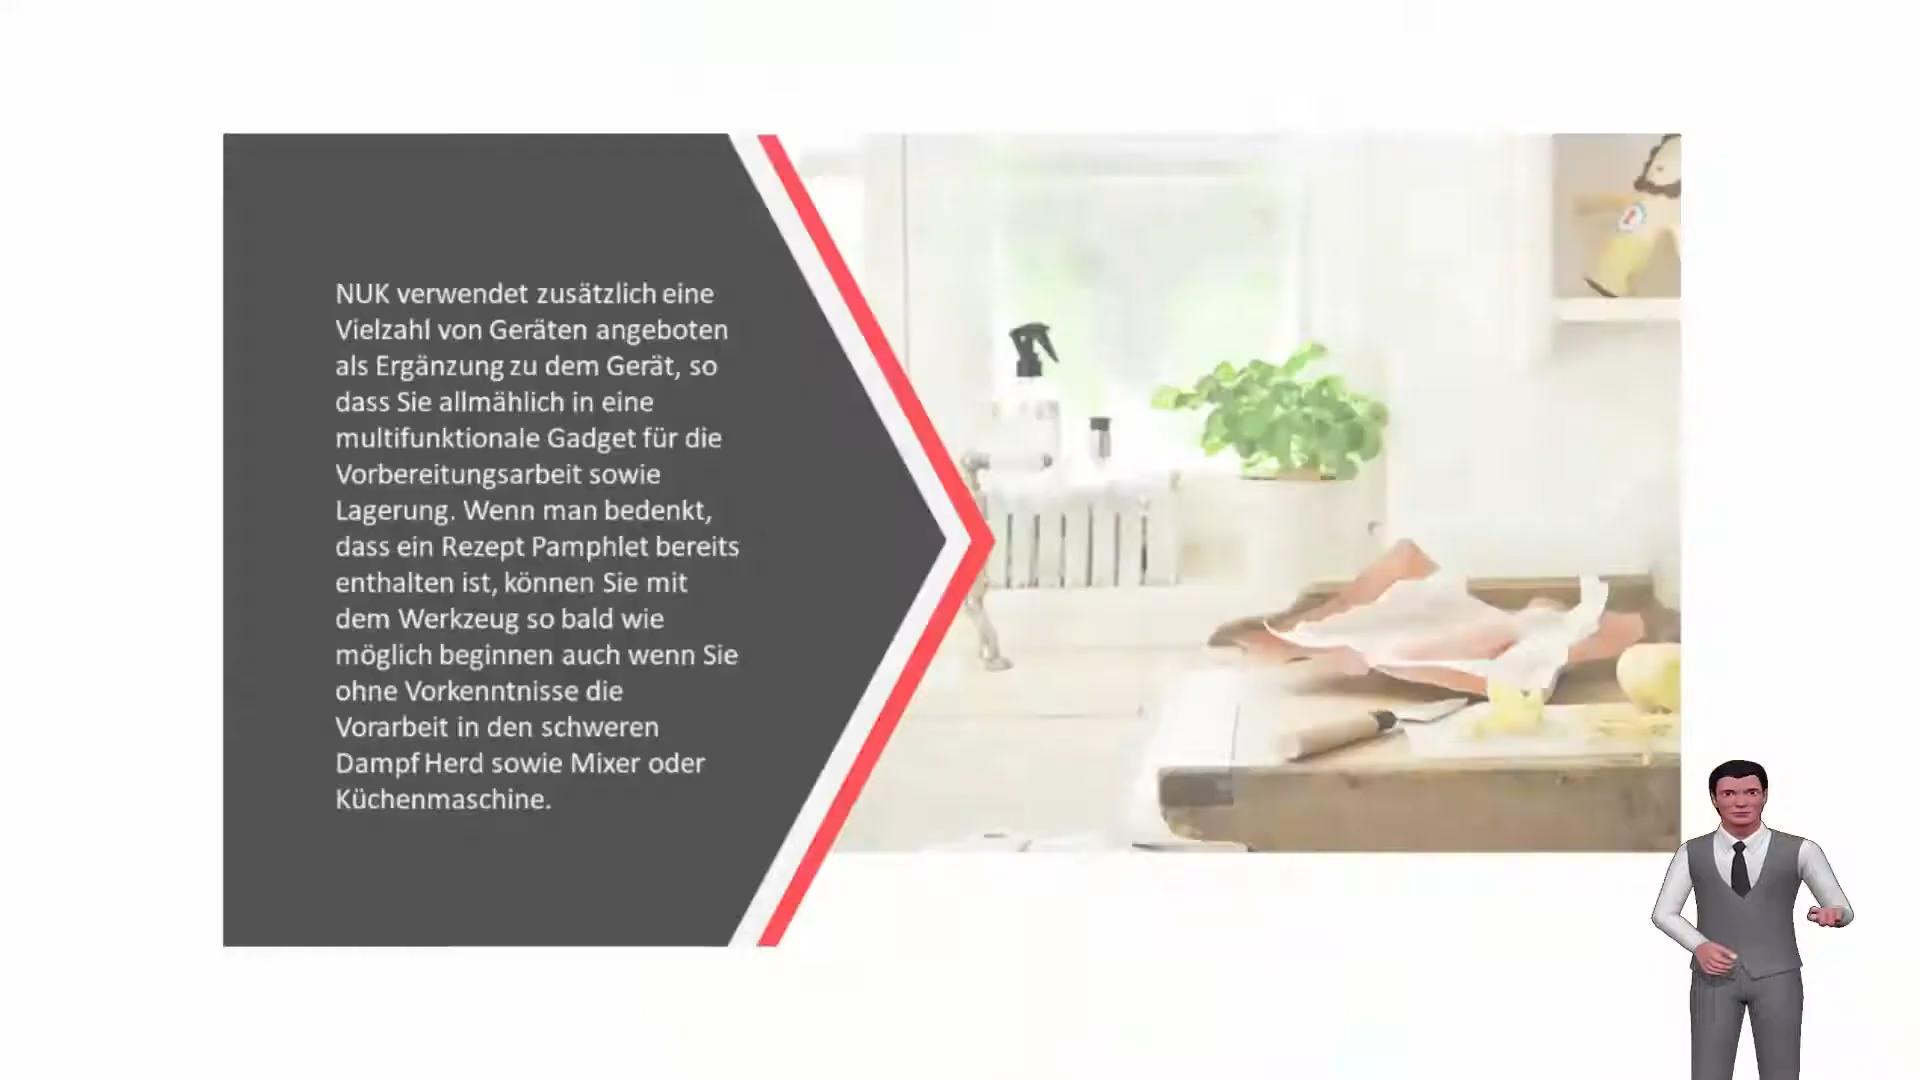 NUK verwendet zusätzlich eine
Vielzahl von Geräten angeboten
als Ergänzung zu dem Gerät, so
dass Sie allmählich in eine
multifunktionale Gadget für die
Vorbereitungsarbeit sowie
Lagerung. Wenn man bedenkt,
dass ein Rezept Pamphlet bereits
enthalten ist, können Sie mit
dem Werkzeug so bald wie
möglich beginnen auch wenn Sie
ohne Vorkenntnisse die
Vorarbeit in den schweren
Dampf Herd sowie Mixer oder
Küchenmaschine.